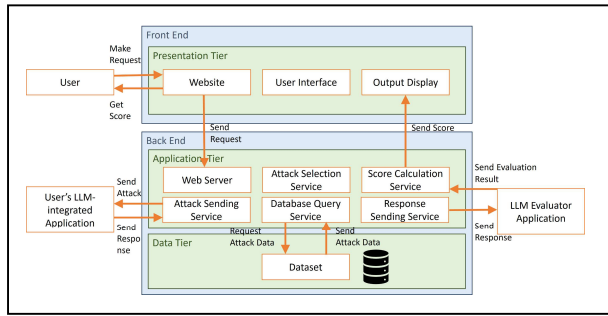 Front End
Presentation Tier
Make
Request
User
Website
User Interface
Output Display
Get
Score
Send
Request
Send Score
Back End
Application Tier
Send Evaluation
Result
Web Server
Attack Selection
Service
Score Calculation
Service
Send
Attack
User's LLM-
integrated
Application
Attack Sending
Service
Database Query
Service
Response
Sending Service
LLM Evaluator
Application
Send
Respo
nse
Request
Attack Data
Send
Attack Data
Send
Response
Data Tier
Dataset